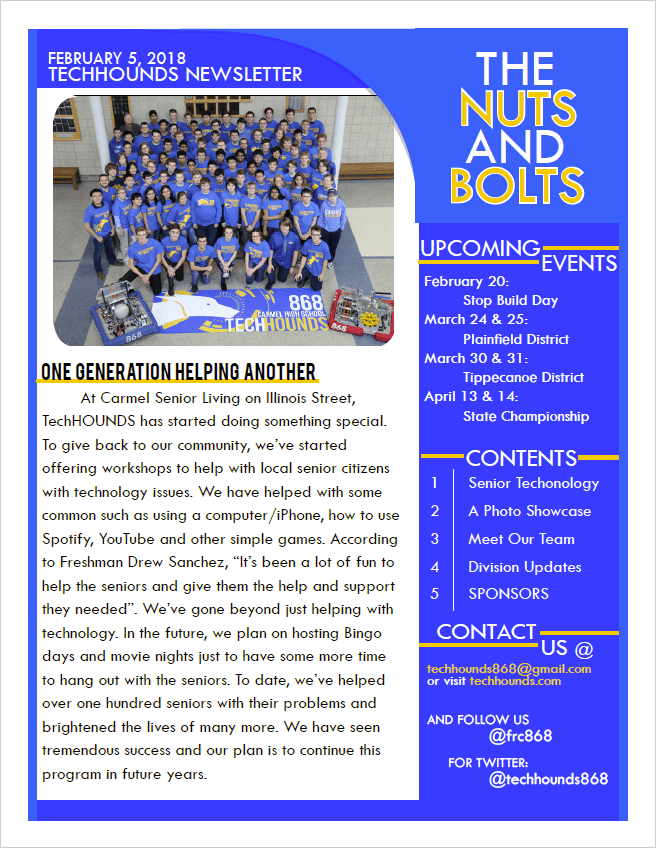 FEBRUARY 5, 2018
TECHHOUNDS NEWSLETTER
THE
NUTS
AND
BOLTS
868
CARMEL HIGH SCHOOL
TECHHOUNDS
868
868
ONE GENERATION HELPING ANOTHER
At Carmel Senior Living on Illinois Street,
TechHOUNDS has started doing something special.
To give back to our community, we’ve started
offering workshops to help with local senior citizens
with technology issues. We have helped with some
common such as using a computer/iPhone, how to use
Spotify, YouTube and other simple games. According
to Freshman Drew Sanchez, “It’s been a lot of fun to
help the seniors and give them the help and support
they needed”. We’ve gone beyond just helping with
technology. In the future, we plan on hosting Bingo
days and movie nights just to have some more time
to hang out with the seniors. To date, we’ve helped
over one hundred seniors with their problems and
brightened the lives of many more. We have seen
tremendous success and our plan is to continue this
program in future years.
UPCOMING
EVENTS
February 20:
Stop Build Day
March 24 & 25:
Plainfield District
March 30 & 31:
Tippecanoe District
April 13 & 14:
State Championship
CONTENTS
1 Senior Techonology
2 A Photo Showcase
3 Meet Our Team
4 Division Updates
5 SPONSORS
CONTACT
US @
techhounds868@gmail.com
or visit techhounds.com
AND FOLLOW US
@frc868
FOR TWITTER:
@techhounds868